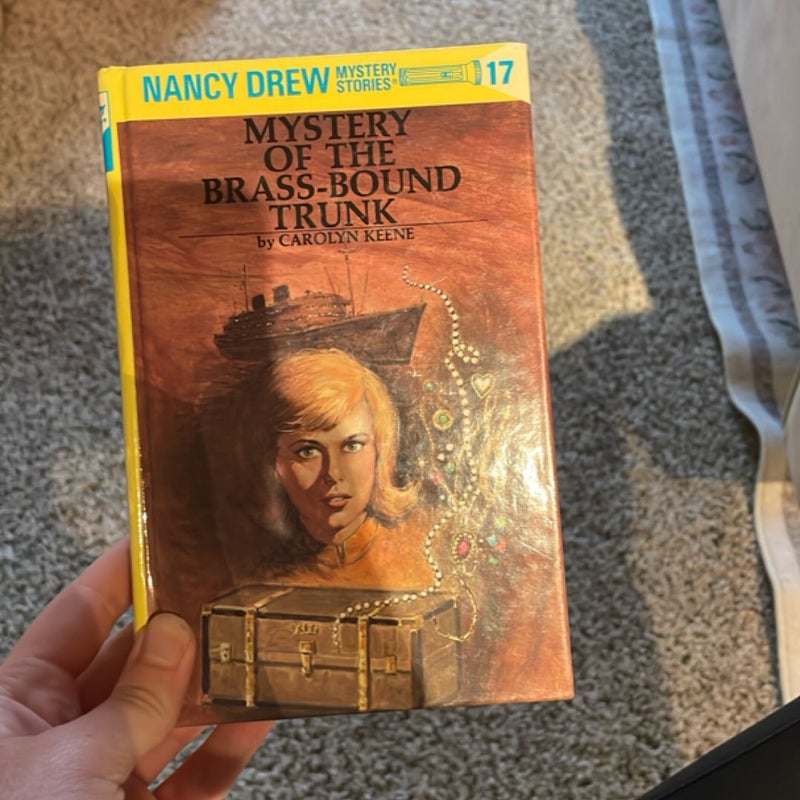 NANCY DREW MYSTERY STORIES® 17
MYSTERY
OF THE
BRASS-BOUND
TRUNK
by CAROLYN KEENE